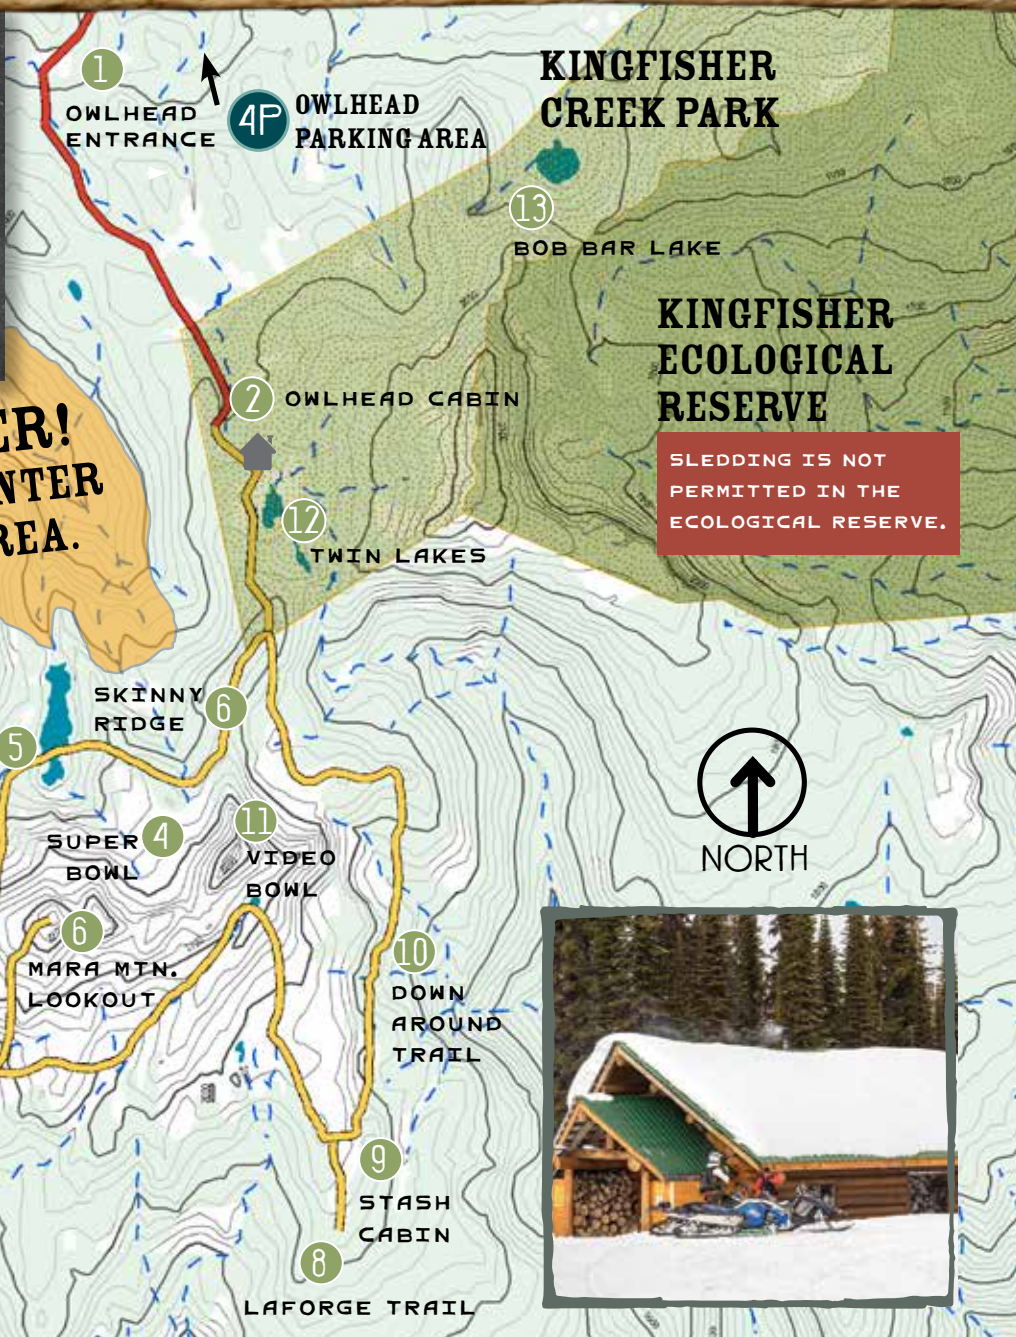 1
OWLHEAD
ENTRANCE
4P
OWLHEAD
PARKING AREA
KINGFISHER
CREEK PARK
13
BOB BAR LAKE
KINGFISHER
ECOLOGICAL
RESERVE
SLEDDING IS NOT
PERMITTED IN THE
ECOLOGICAL RESERVE.
2
OWLHEAD CABIN
ER!
NTER
REA.
12
TWIN LAKES
SKINNY
RIDGE
6
5
SUPER
BOWL
4
11
VIDEO
BOWL
NORTH
6
MARA MTN.
LOOKOUT
10
DOWN
AROUND
TRAIL
9
STASH
CABIN
8
LAFORGE TRAIL